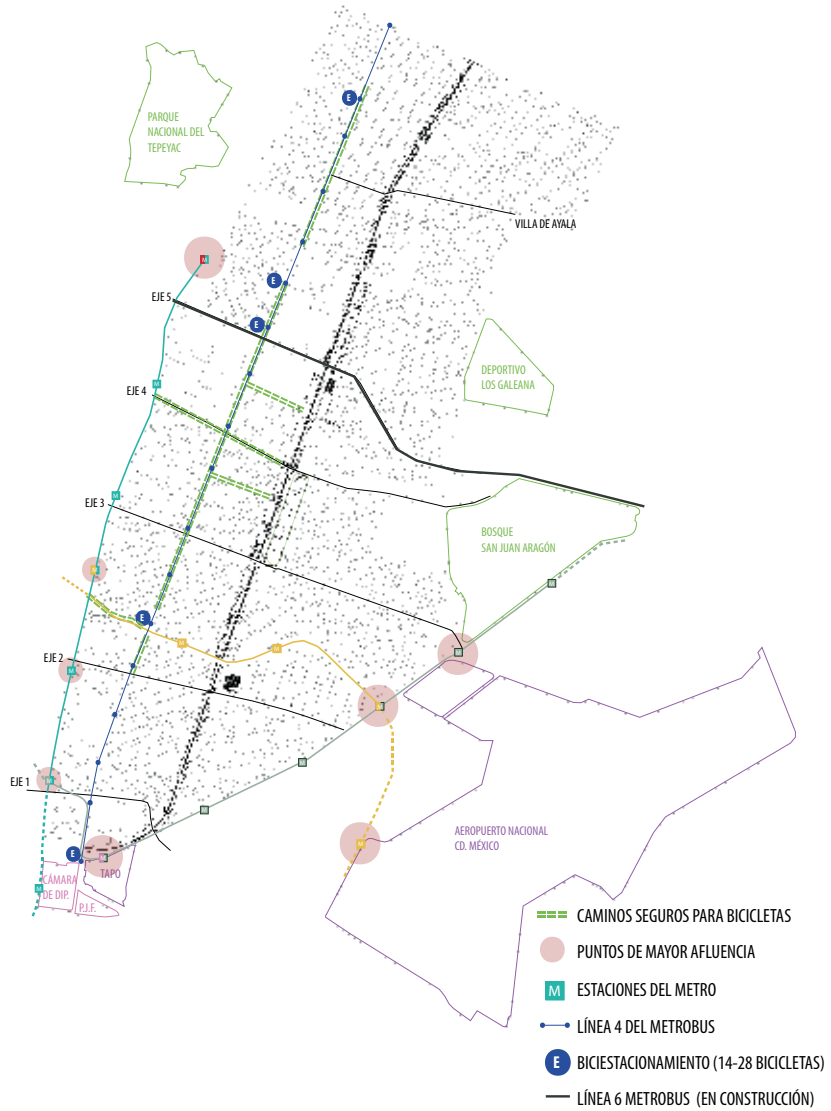 E
PARQUE
NACIONAL DEL
TEPEYAC
VILLA DE AYALA
M
E
EJE 5
E
DEPORTIVO
LOS GALEANA
M
EJE 4
M
EJE 3
BOSQUE
SAN JUAN ARAGÓN
M
E
M
M
EJE 2
M
M
EJE 1
M
AEROPUERTO NACIONAL
CD. MÉXICO
M
E
M
TAPO
CÁMARA
DE DIP.
M
P.J.F.
CAMINOS SEGUROS PARA BICICLETAS
PUNTOS DE MAYOR AFLUENCIA
M ESTACIONES DEL METRO
LÍNEA 4 DEL METROBUS
E BICIESTACIONAMIENTO (14-28 BICICLETAS)
LÍNEA 6 METROBUS (EN CONSTRUCCIÓN)